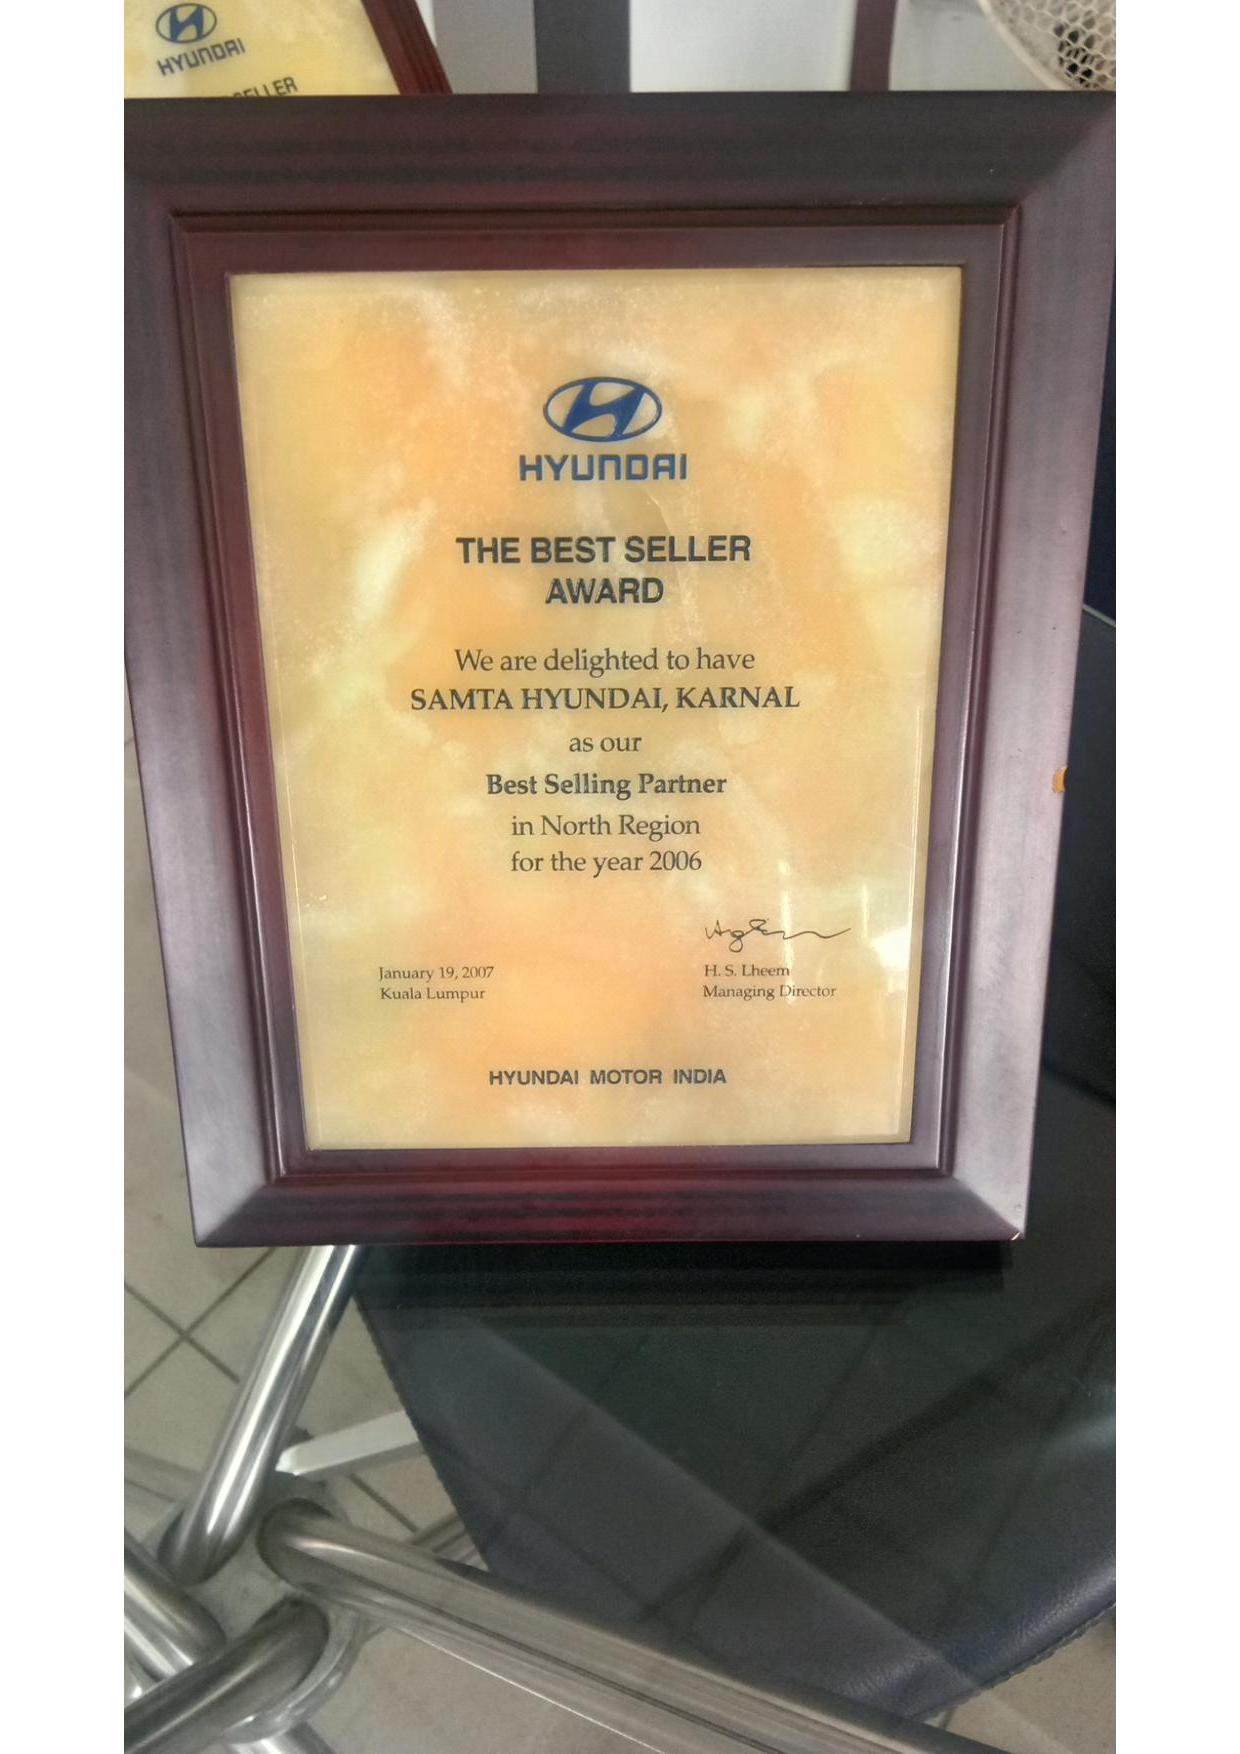 HYUNDAI
SELLER
HYUNDAI
THE BEST SELLER
AWARD
We are delighted to have
SAMTA HYUNDAI, KARNAL
as our
Best Selling Partner
in North Region
for the year 2006
January 19, 2007
Kuala Lumpur
H. S. Lheem
Managing Director
HYUNDAI MOTOR INDIA